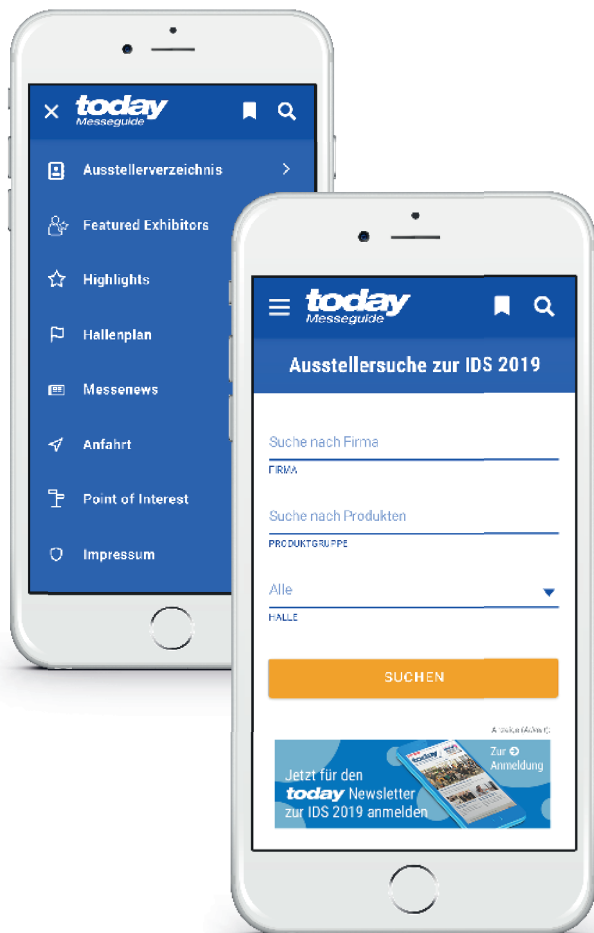 today
Messeguide
Ausstellerverzeichnis
Featured Exhibitors
Highlights
Hallenplan
Messenews
Anfahrt
Point of Interest
Impressum
today
Messeguide
Ausstellersuche zur IDS 2019
Suche nach Firma
FIRMA
Suche nach Produkten
PRODUKTGRUPPE
Alle
HALLE
SUCHEN
Anzeige (Advert)
Jetzt für den
today Newsletter
zur IDS 2019 anmelden
Zur
Anmeldung